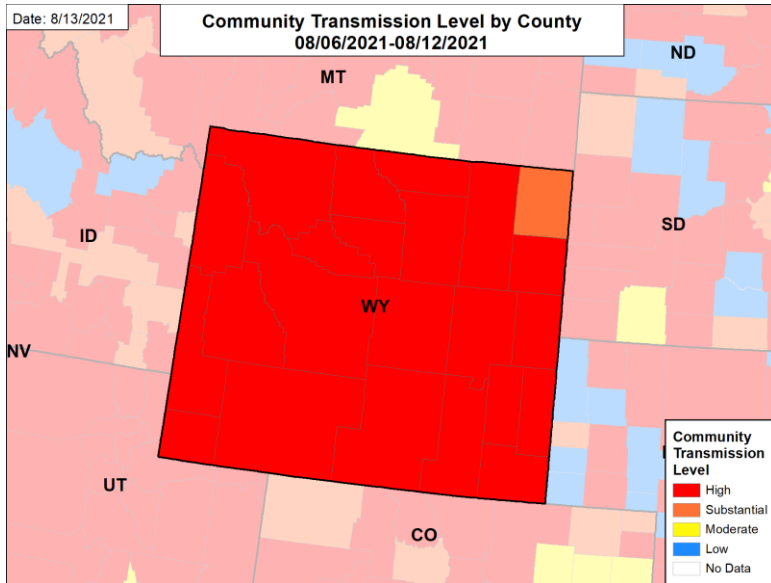 Date: 8/13/2021
Community Transmission Level by County
08/06/2021-08/12/2021
ND
MT
SD
ID
WY
NV
UT
CO
Community
Transmission
Level
High
Substantial
Moderate
Low
No Data